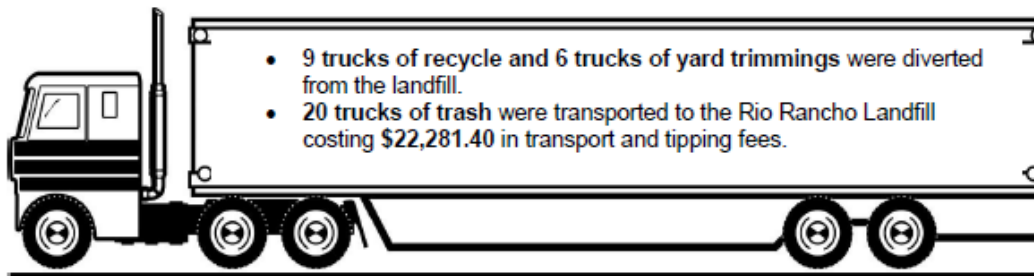 • 9 trucks of recycle and 6 trucks of yard trimmings were diverted
from the landfill.
• 20 trucks of trash were transported to the Rio Rancho Landfill
costing $22,281.40 in transport and tipping fees.